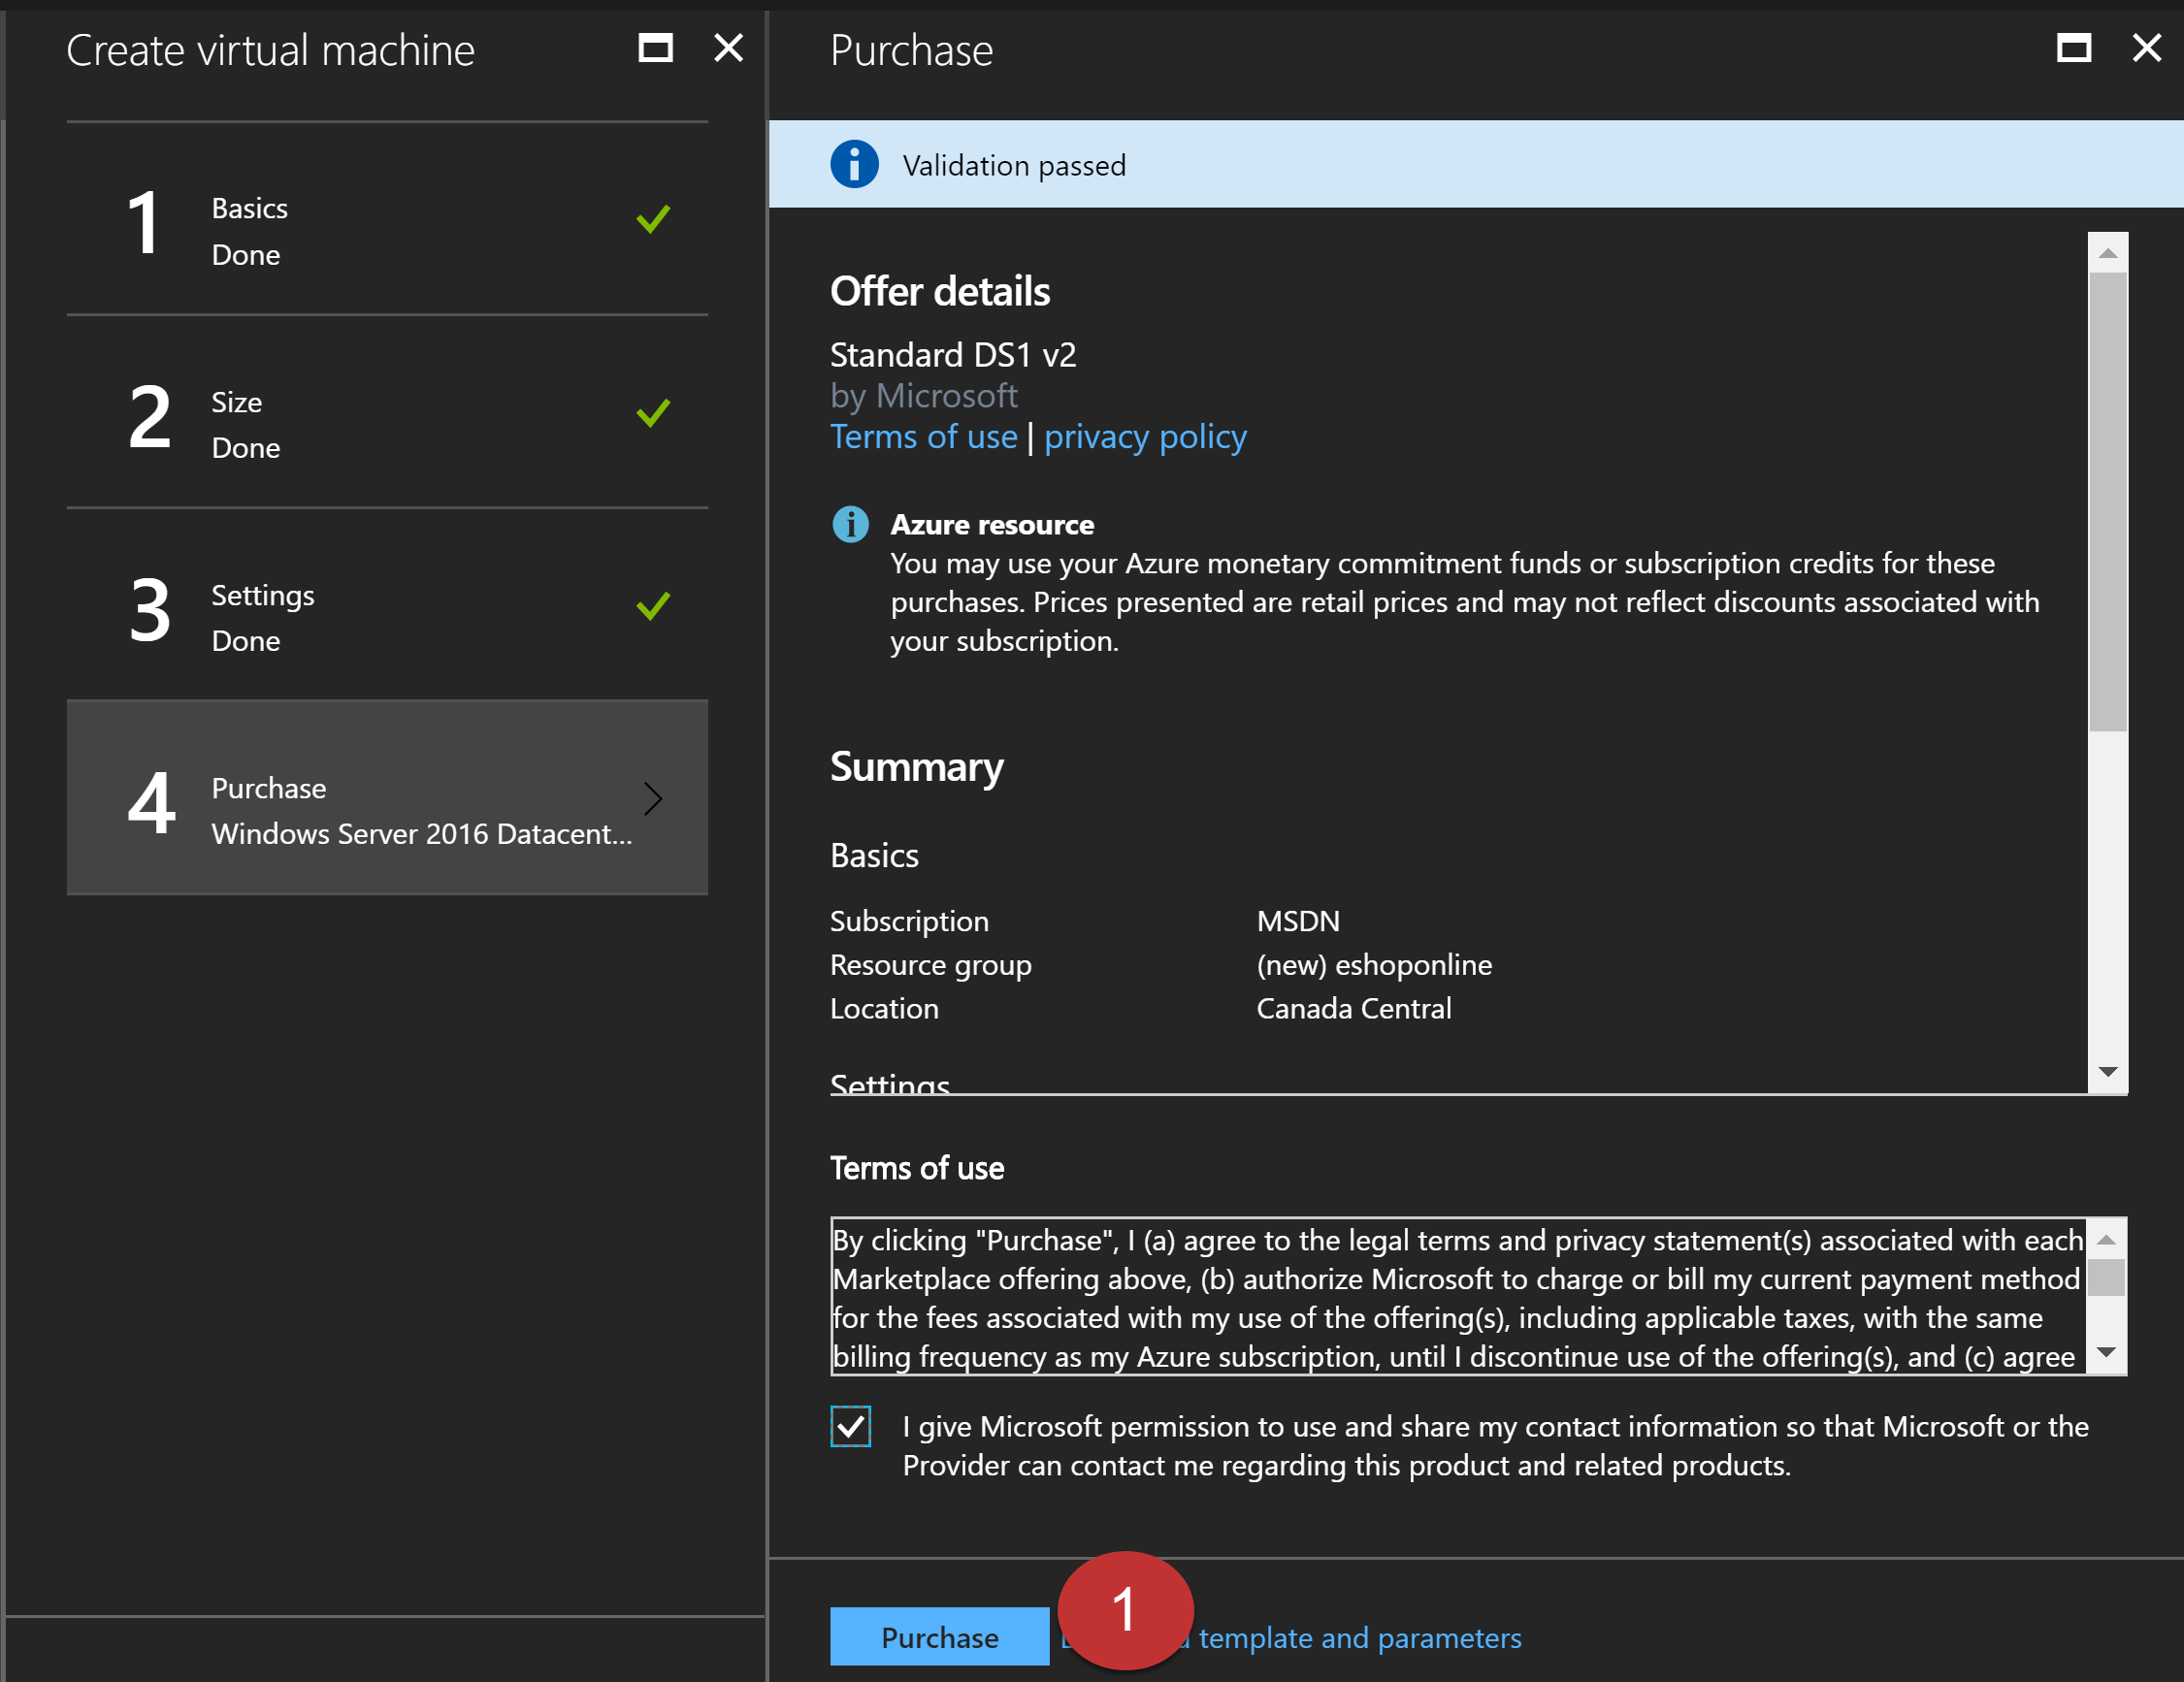 Create virtual machine
1
Basics
Done
2
Size
Done
3
Settings
Done
4
Purchase
Windows Server 2016 Datacent...
Purchase
Validation passed
Offer details
Standard DS1 v2
by Microsoft
Terms of use | privacy policy
Azure resource
You may use your Azure monetary commitment funds or subscription credits for these
purchases. Prices presented are retail prices and may not reflect discounts associated with
your subscription.
Summary
Basics
Subscription MSDN
Resource group (new) eshoponline
Location Canada Central
Settings
Terms of use
By clicking "Purchase", I (a) agree to the legal terms and privacy statement(s) associated with each
Marketplace offering above, (b) authorize Microsoft to charge or bill my current payment method
for the fees associated with my use of the offering(s), including applicable taxes, with the same
billing frequency as my Azure subscription, until I discontinue use of the offering(s), and (c) agree
I give Microsoft permission to use and share my contact information so that Microsoft or the
Provider can contact me regarding this product and related products.
Purchase
1
template and parameters